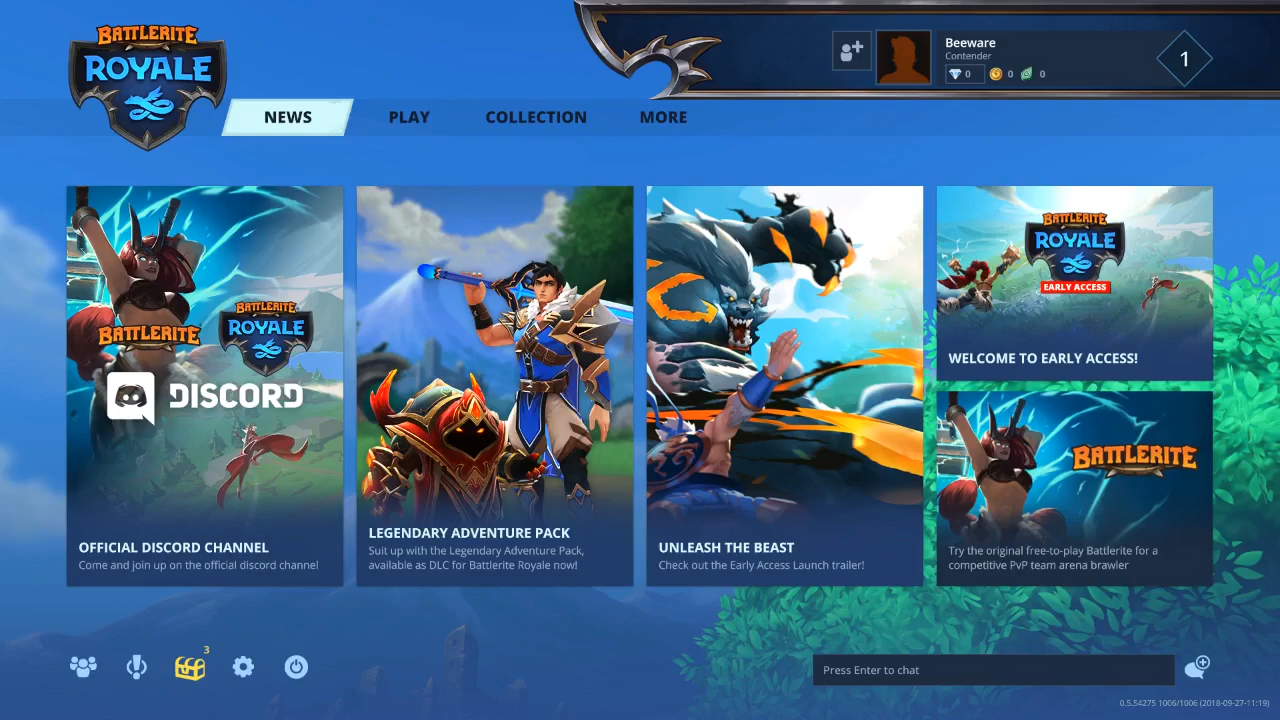 BATTLERITE
ROYALE
Beeware
Contender
0
0
0
1
NEWS
PLAY
COLLECTION
MORE
BATTLERITE
BATTLERITE
ROYALE
DISCORD
OFFICIAL DISCORD CHANNEL
Come and join up on the official discord channel
LEGENDARY ADVENTURE PACK
Suit up with the Legendary Adventure Pack,
available as DLC for Battlerite Royale now!
UNLEASH THE BEAST
Check out the Early Access Launch trailer!
BATTLERITE
ROYALE
EARLY ACCESS
WELCOME TO EARLY ACCESS!
BATTLERITE
Try the original free-to-play Battlerite for a
competitive PvP team arena brawler
3
Press Enter to chat
0.5.54275 1006/1006 (2018-09-27-11:19)